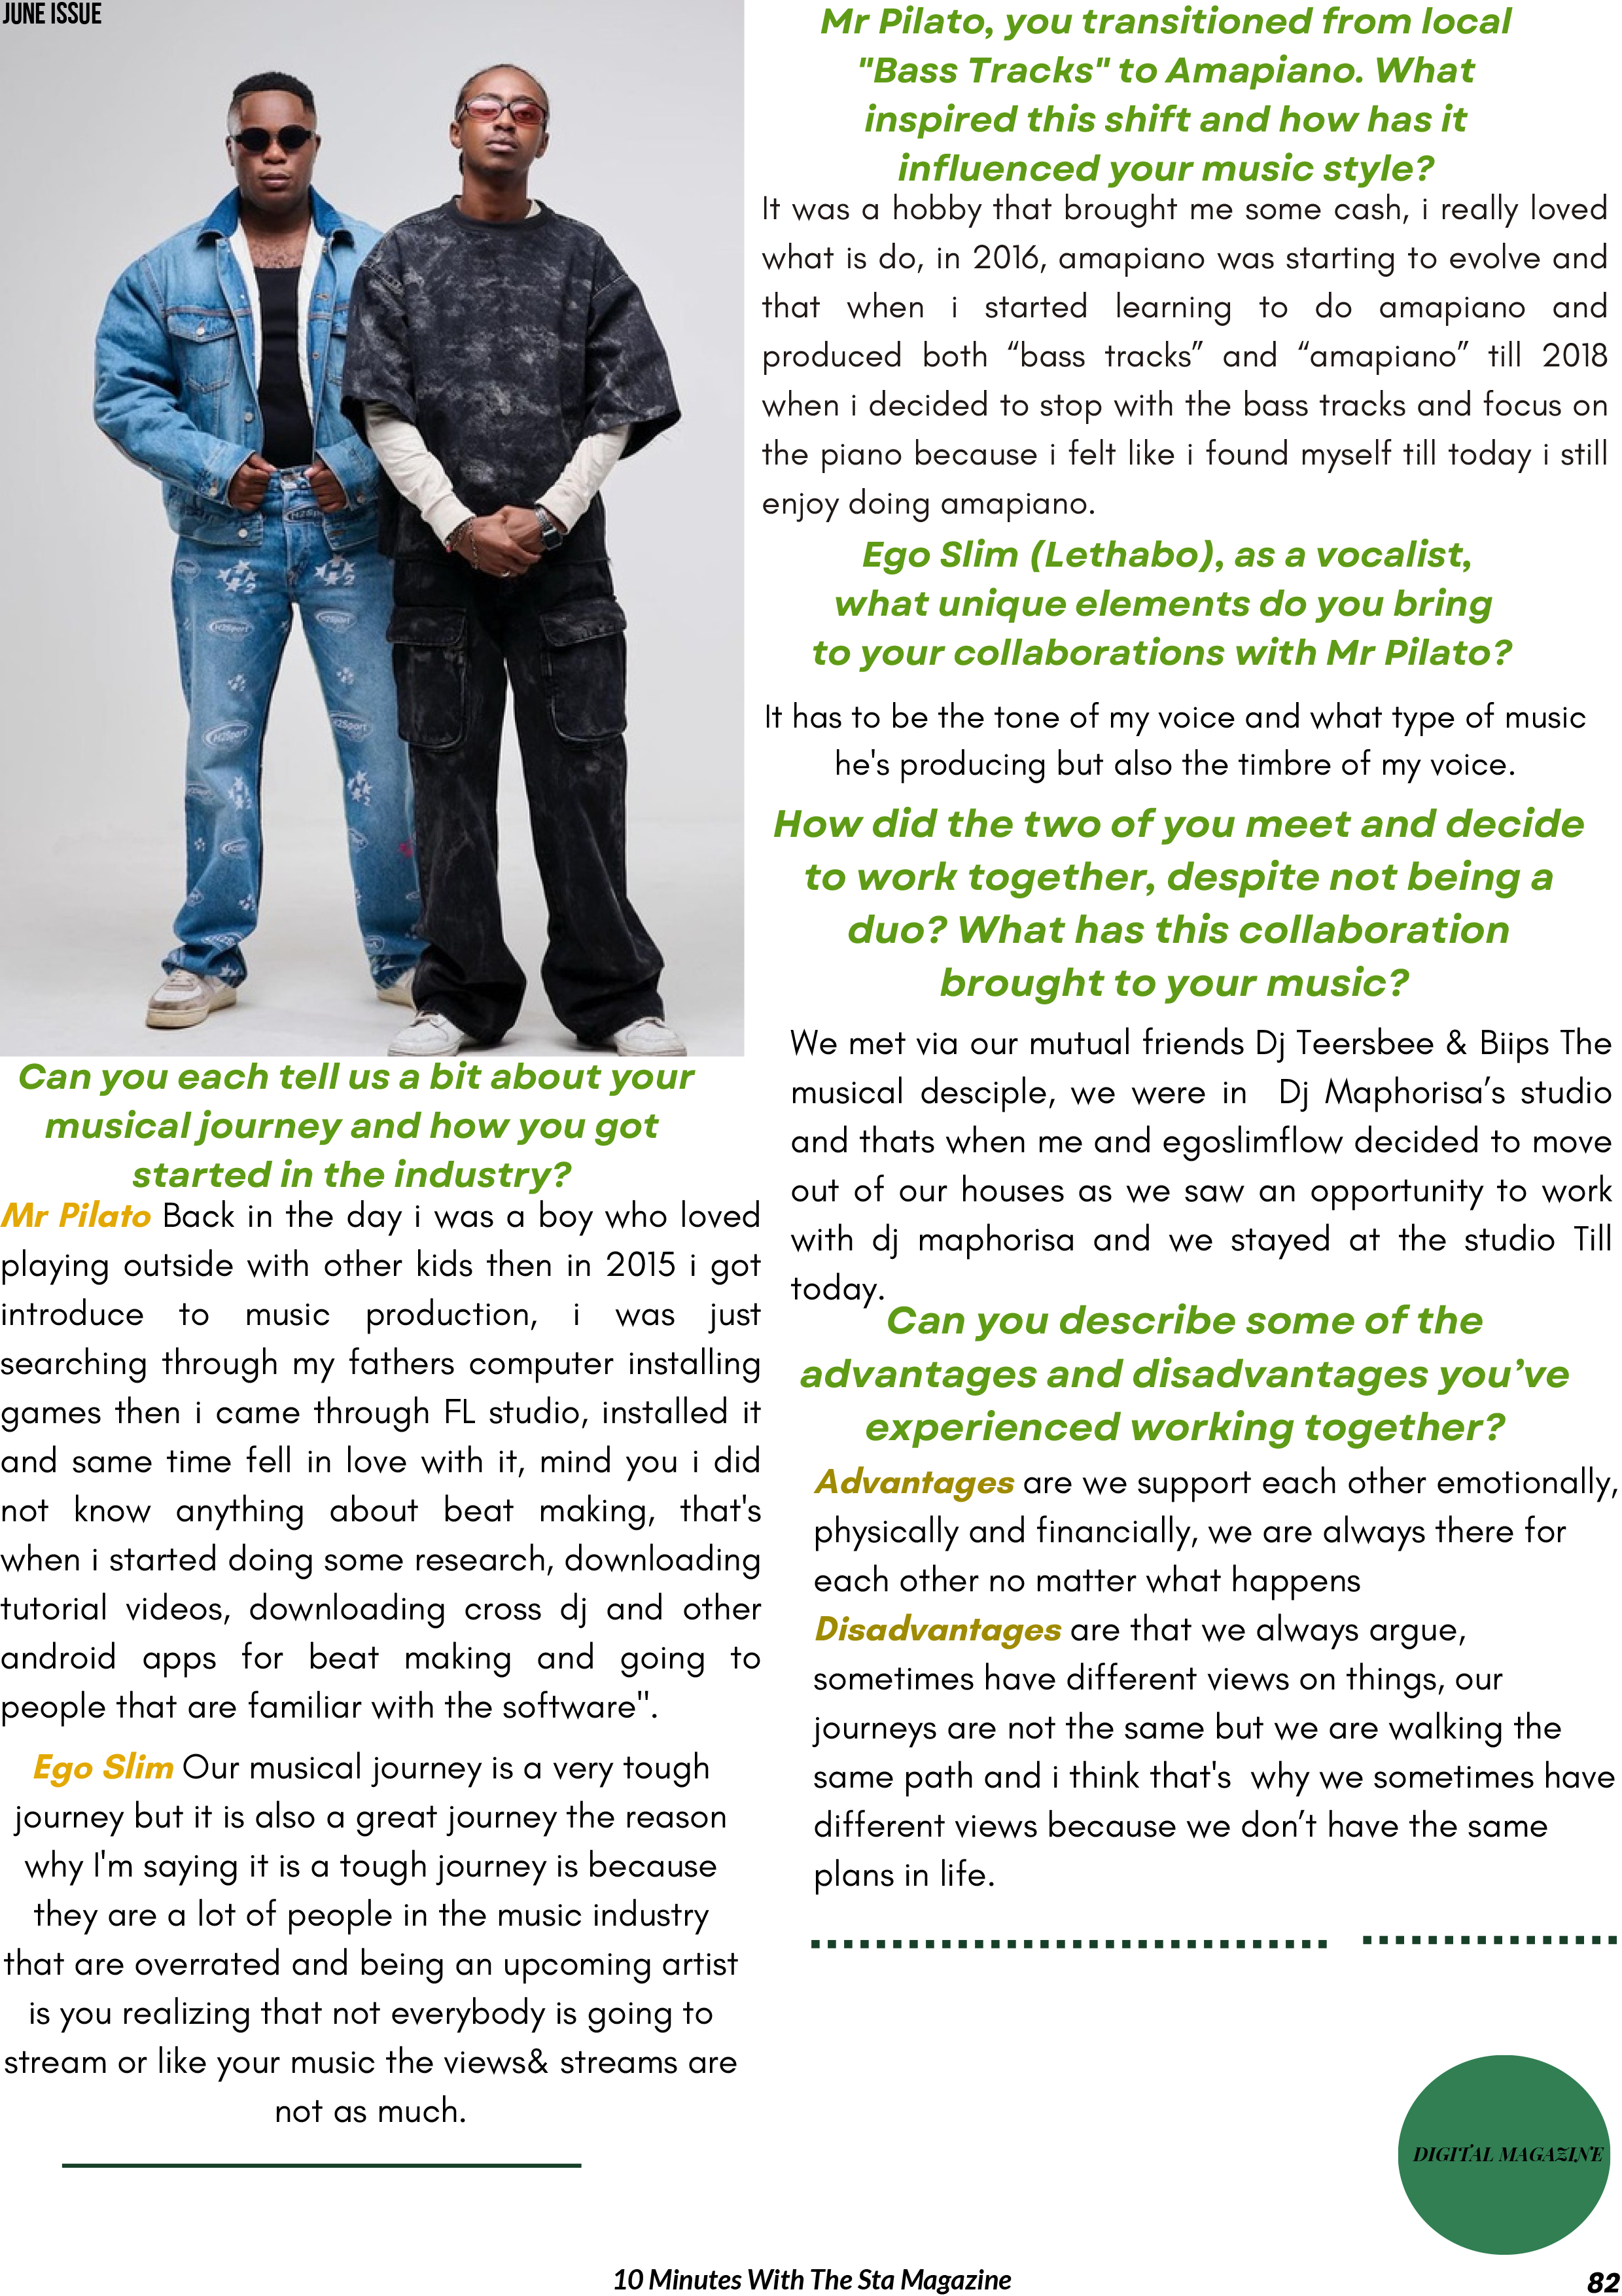 JUNE ISSUE
Can you each tell us a bit about your
musical journey and how you got
started in the industry?
Mr Pilato Back in the day i was a boy who loved
playing outside with other kids then in 2015 i got
introduce to music production, i was just
searching through my fathers computer installing
games then i came through FL studio, installed it
and same time fell in love with it, mind you i did
not know anything about beat making, that's
when i started doing some research, downloading
tutorial videos, downloading cross dj and other
android apps for beat making and going to
people that are familiar with the software".
Ego Slim Our musical journey is a very tough
journey but it is also a great journey the reason
why I'm saying it is a tough journey is because
they are a lot of people in the music industry
that are overrated and being an upcoming artist
is you realizing that not everybody is going to
stream or like your music the views& streams are
not as much.
Mr Pilato, you transitioned from local
"Bass Tracks" to Amapiano. What
inspired this shift and how has it
influenced your music style?
It was a hobby that brought me some cash, i really loved
what is do, in 2016, amapiano was starting to evolve and
that when i started learning to do amapiano and
produced both “bass tracks” and “amapiano” till 2018
when i decided to stop with the bass tracks and focus on
the piano because i felt like i found myself till today i still
enjoy doing amapiano.
Ego Slim (Lethabo), as a vocalist,
what unique elements do you bring
to your collaborations with Mr Pilato?
It has to be the tone of my voice and what type of music
he's producing but also the timbre of my voice.
How did the two of you meet and decide
to work together, despite not being a
duo? What has this collaboration
brought to your music?
We met via our mutual friends Dj Teersbee & Biips The
musical desciple, we were in Dj Maphorisa’s studio
and thats when me and egoslimflow decided to move
out of our houses as we saw an opportunity to work
with dj maphorisa and we stayed at the studio Till
today.
Can you describe some of the
advantages and disadvantages you’ve
experienced working together?
Advantages are we support each other emotionally,
physically and financially, we are always there for
each other no matter what happens
Disadvantages are that we always argue,
sometimes have different views on things, our
journeys are not the same but we are walking the
same path and i think that's why we sometimes have
different views because we don’t have the same
plans in life.
DIGITAL MAGAZINE
10 Minutes With The Sta Magazine
82